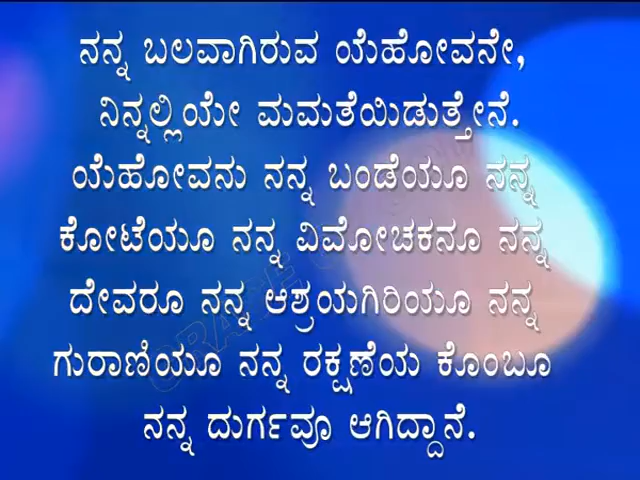 ನನ್ನ ಬಲವಾಗಿರುವ ಯೆಹೋವನೇ,
ನಿನ್ನಲ್ಲಿಯೇ ಮಮತೆಯಿಡುತ್ತೇನೆ.
ಯೆಹೋವನು ನನ್ನ ಬಂಡೆಯೂ ನನ್ನ
ಕೋಟೆಯೂ ನನ್ನ ವಿಮೋಚಕನೂ ನನ್ನ
ದೇವರೂ ನನ್ನ ಆಶ್ರಯಗಿರಿಯೂ ನನ್ನ
ಗುರಾಣಿಯೂ ನನ್ನ ರಕ್ಷಣೆಯ ಕೊಂಬೂ
ನನ್ನ ದುರ್ಗವೂ ಆಗಿದ್ದಾನೆ.